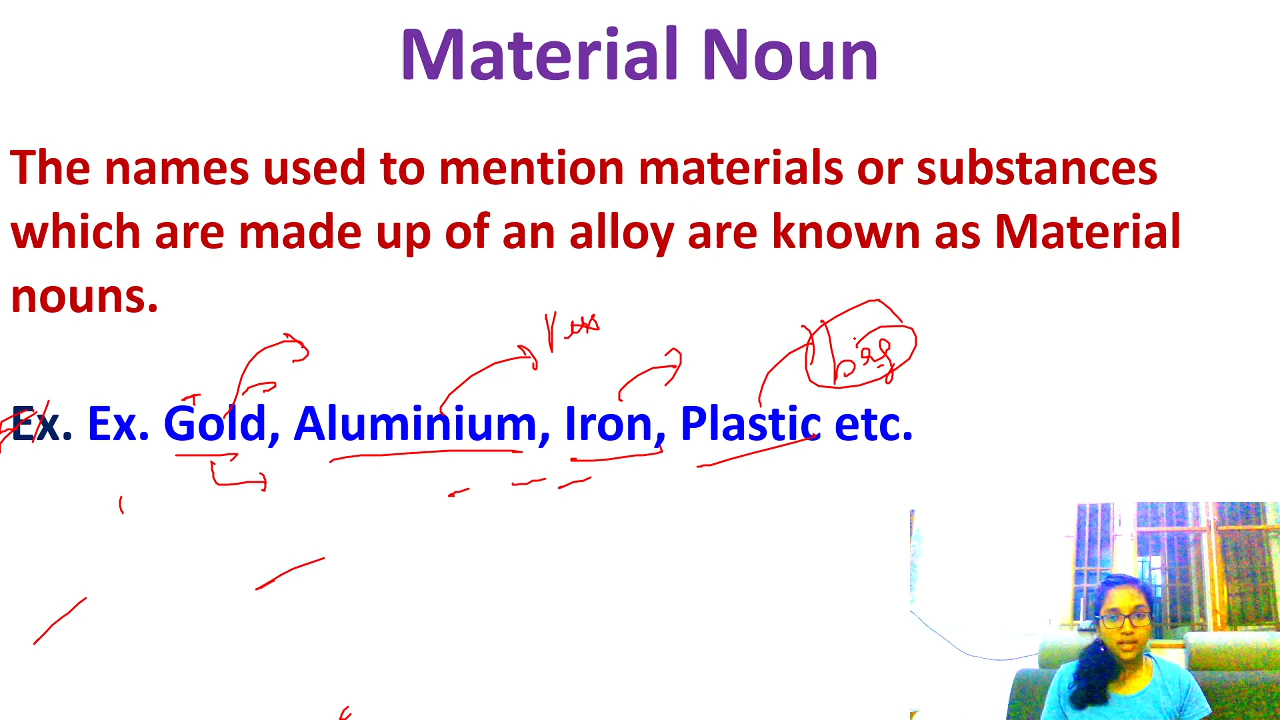 Material Noun
The names used to mention materials or substances
which are made up of an alloy are known as Material
nouns.
Ex. Ex. Gold, Aluminium, Iron, Plastic etc.